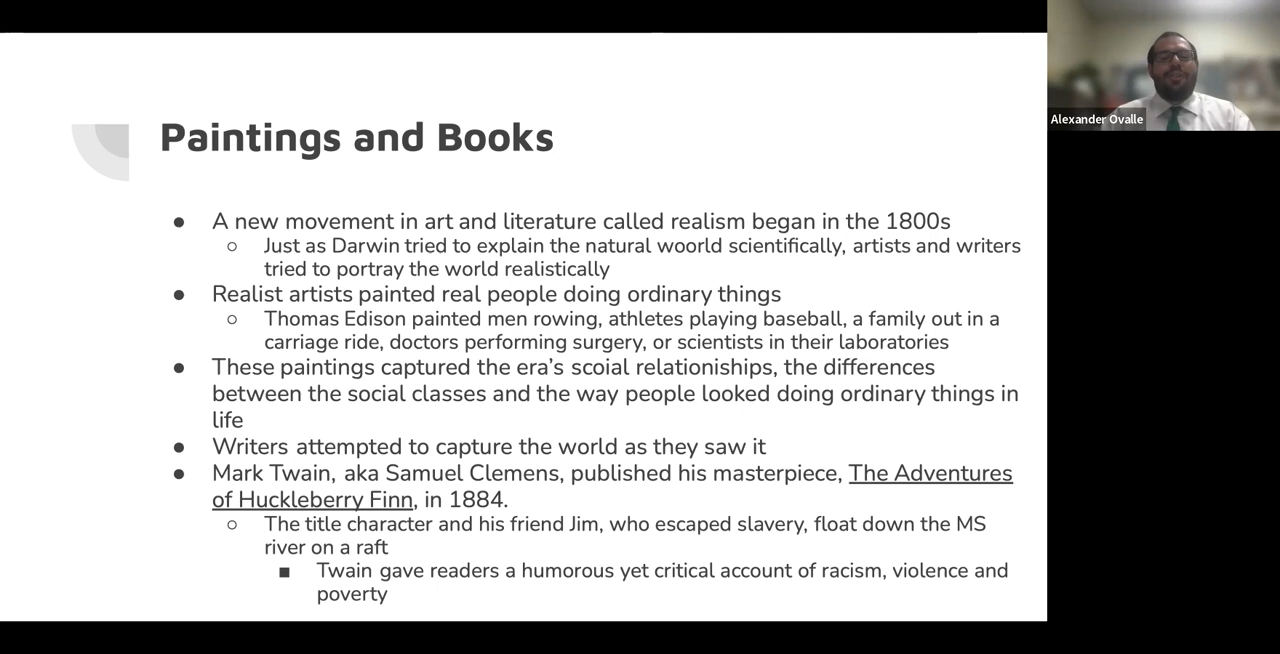 Paintings and Books
● A new movement in art and literature called realism began in the 1800s
○ Just as Darwin tried to explain the natural woorld scientifically, artists and writers
tried to portray the world realistically
● Realist artists painted real people doing ordinary things
○ Thomas Edison painted men rowing, athletes playing baseball, a family out in a
carriage ride, doctors performing surgery, or scientists in their laboratories
● These paintings captured the era's scoial relationships, the differences
between the social classes and the way people looked doing ordinary things in
life
● Writers attempted to capture the world as they saw it
● Mark Twain, aka Samuel Clemens, published his masterpiece, The Adventures
of Huckleberry Finn, in 1884.
○ The title character and his friend Jim, who escaped slavery, float down the MS
river on a raft
■ Twain gave readers a humorous yet critical account of racism, violence and
poverty
Alexander Ovalle